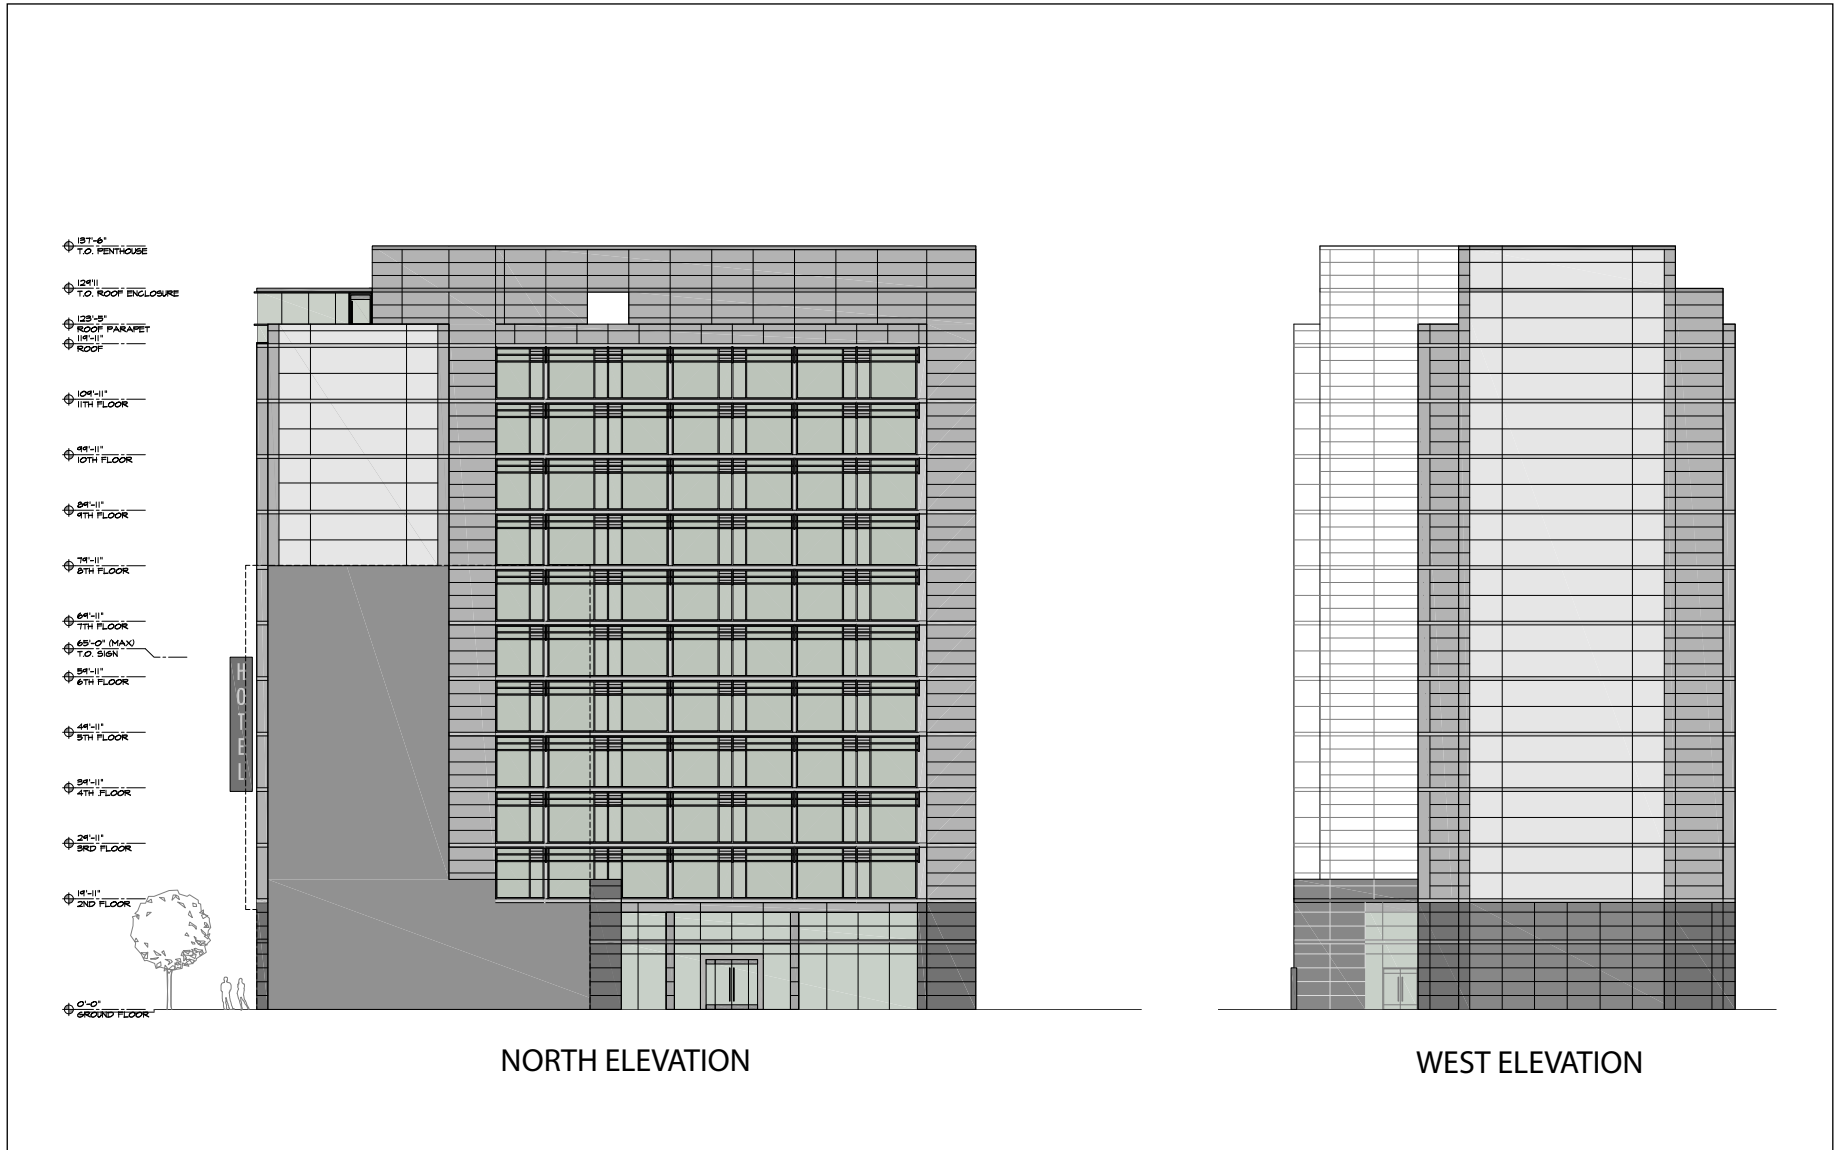 137'-6"
T.O. PENTHOUSE
129'11
T.O. ROOF ENCLOSURE
123'-5"
ROOF PARAPET
119'-11"
ROOF
109'-11"
11TH FLOOR
99'-11"
10TH FLOOR
89'-11"
9TH FLOOR
79'-11"
8TH FLOOR
69'-11"
7TH FLOOR
65'-0" (MAX)
T.O. SIGN
59'-11"
6TH FLOOR
49'-11"
5TH FLOOR
39'-11"
4TH FLOOR
29'-11"
3RD FLOOR
19'-11"
2ND FLOOR
0'-0"
GROUND FLOOR
HOTEL
NORTH ELEVATION
WEST ELEVATION